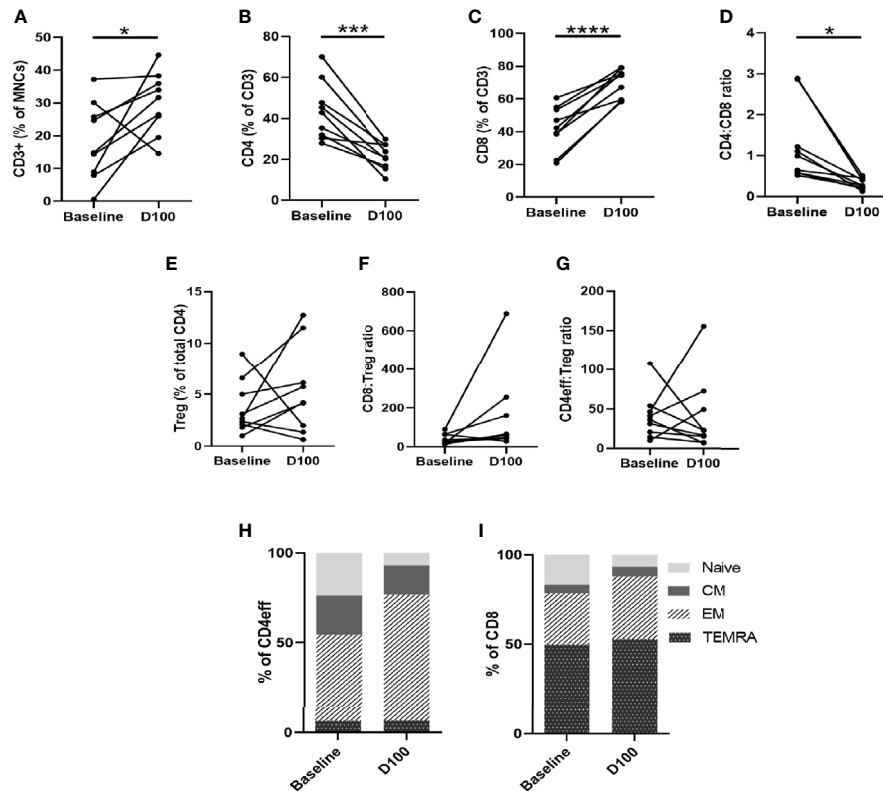 A
*
CD3+ (% of MNCs)
50
40
30
20
10
0
Baseline D100
B
***
CD4 (% of CD3)
80
60
40
20
0
Baseline D100
C
****
CD8 (% of CD3)
100
80
60
40
20
0
Baseline D100
D
*
CD4:CD8 ratio
4
3
2
1
0
Baseline D100
E
Treg (% of total CD4)
15
10
5
0
Baseline D100
F
CD8:Treg ratio
800
600
400
200
0
Baseline D100
G
CD4eff:Treg ratio
200
150
100
50
0
Baseline D100
H
% of CD4eff
100
50
0
Baseline D100
I
% of CD8
100
50
0
Baseline D100
Naive
CM
EM
TEMRA